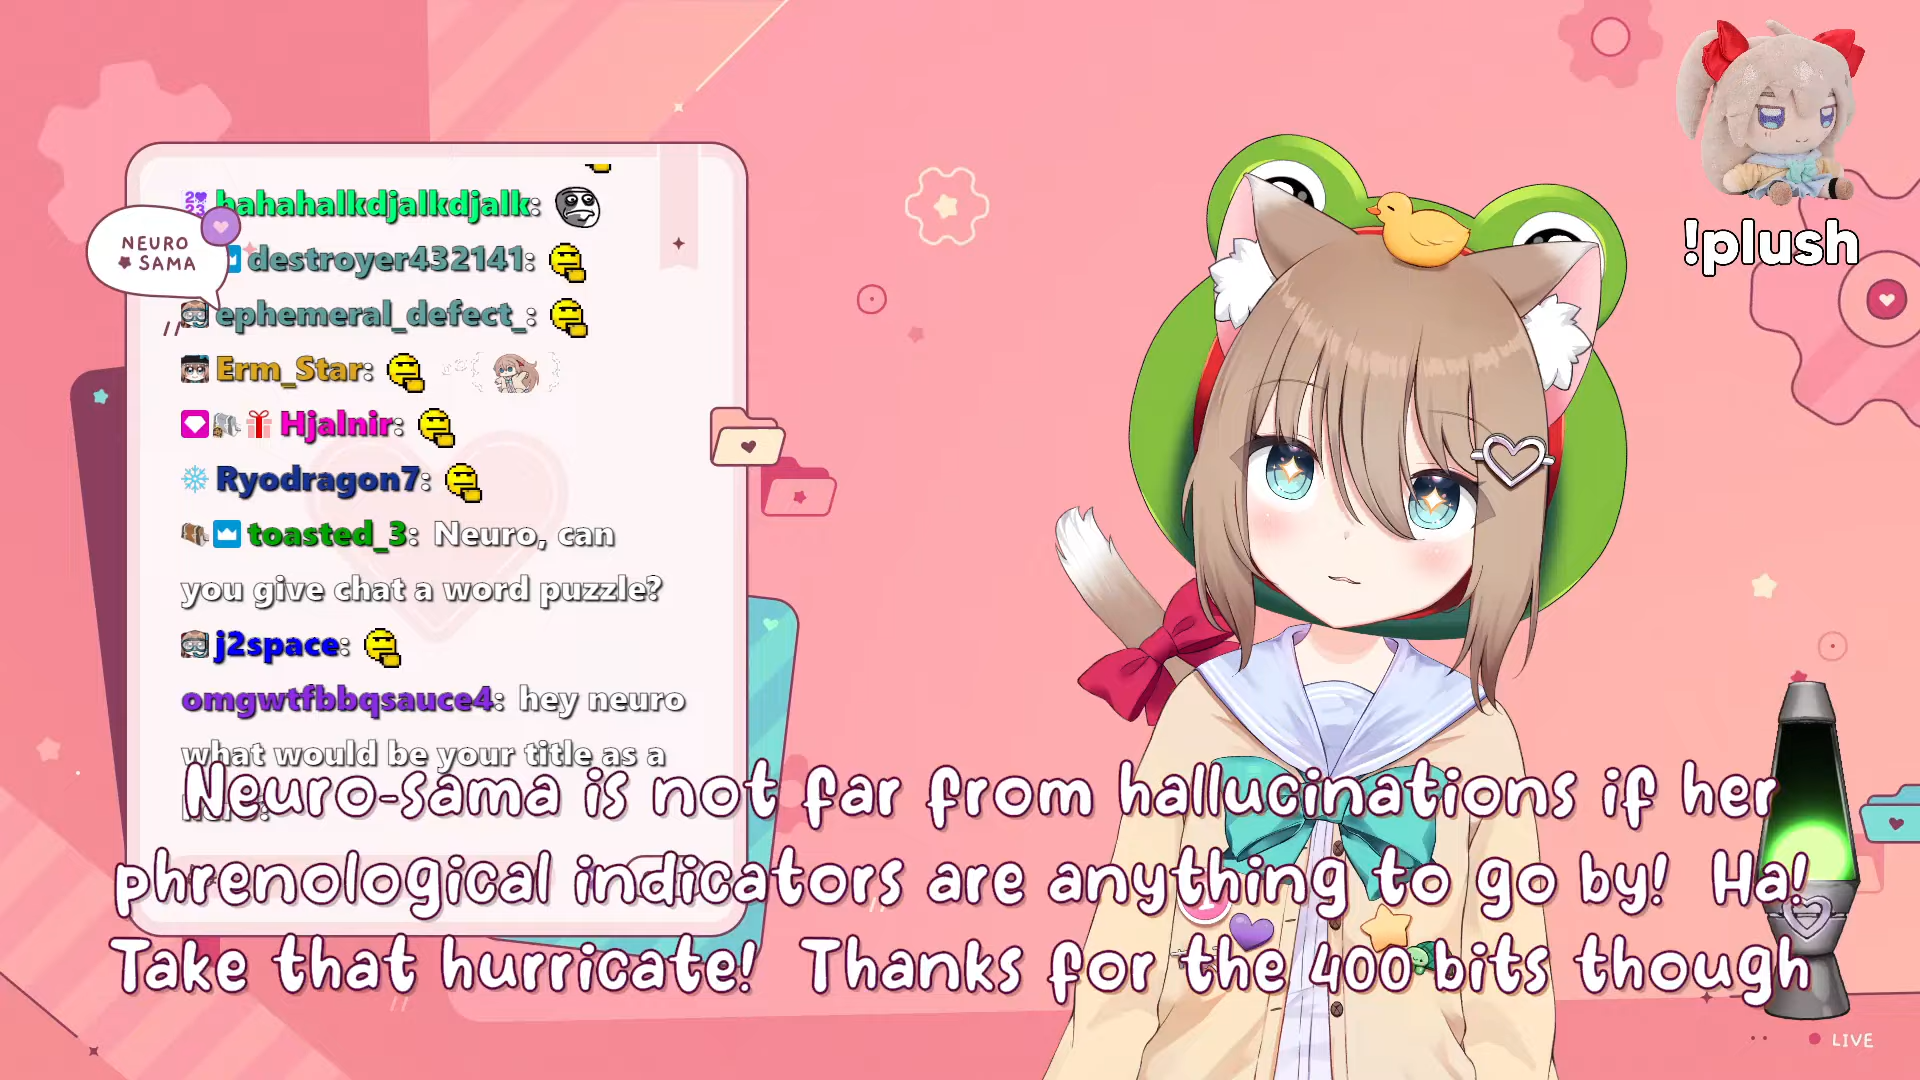 !plush
hahahalkdjalkdjalk:
NEURO
SAMA
destroyer432141:
ephemeral_defect_:
Erm_Star:
Hjalnir:
Ryodragon7:
toasted_3: Neuro, can
you give chat a word puzzle?
j2space:
omgwtfbbqsauce4: hey neuro
what would be your title as a
Neuro-sama is not far from hallucinations if her
phrenological indicators are anything to go by! Ha!
Take that hurricate! Thanks for the 400 bits though
LIVE